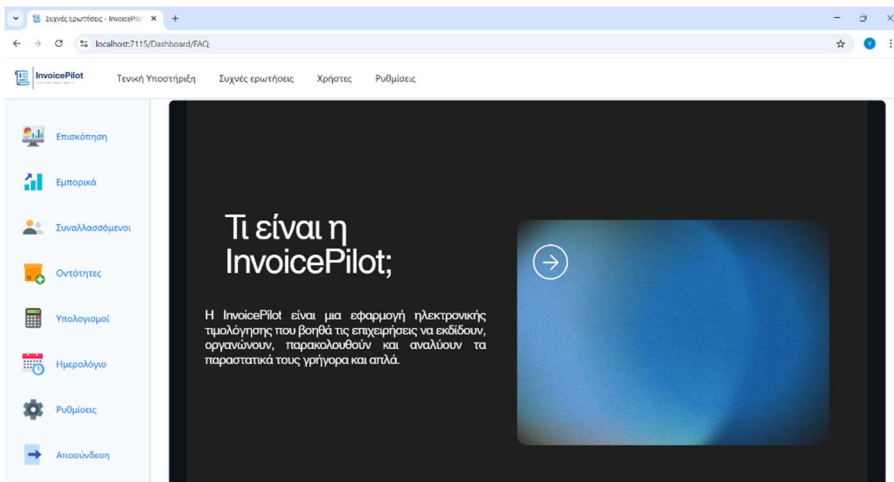 Συχνές Ερωτήσεις - InvoicePilo
localhost:7115/Dashboard/FAQ
InvoicePilot
Τενική Υποστήριξη Συχνές ερωτήσεις Χρήστες Ρυθμίσεις
Επισκόπηση
Εμπορικά
Συναλλασσόμενοι
Οντότητες
Υπολογισμοί
Ημερολόγιο
Ρυθμίσεις
Αποσύνδεση
Τι είναι η
InvoicePilot;
Η InvoicePilot είναι μια εφαρμογή ηλεκτρονικής
τιμολόγησης που βοηθά τις επιχειρήσεις να εκδίδουν,
οργανώνουν, παρακολουθούν και αναλύουν τα
παραστατικά τους γρήγορα και απλά.